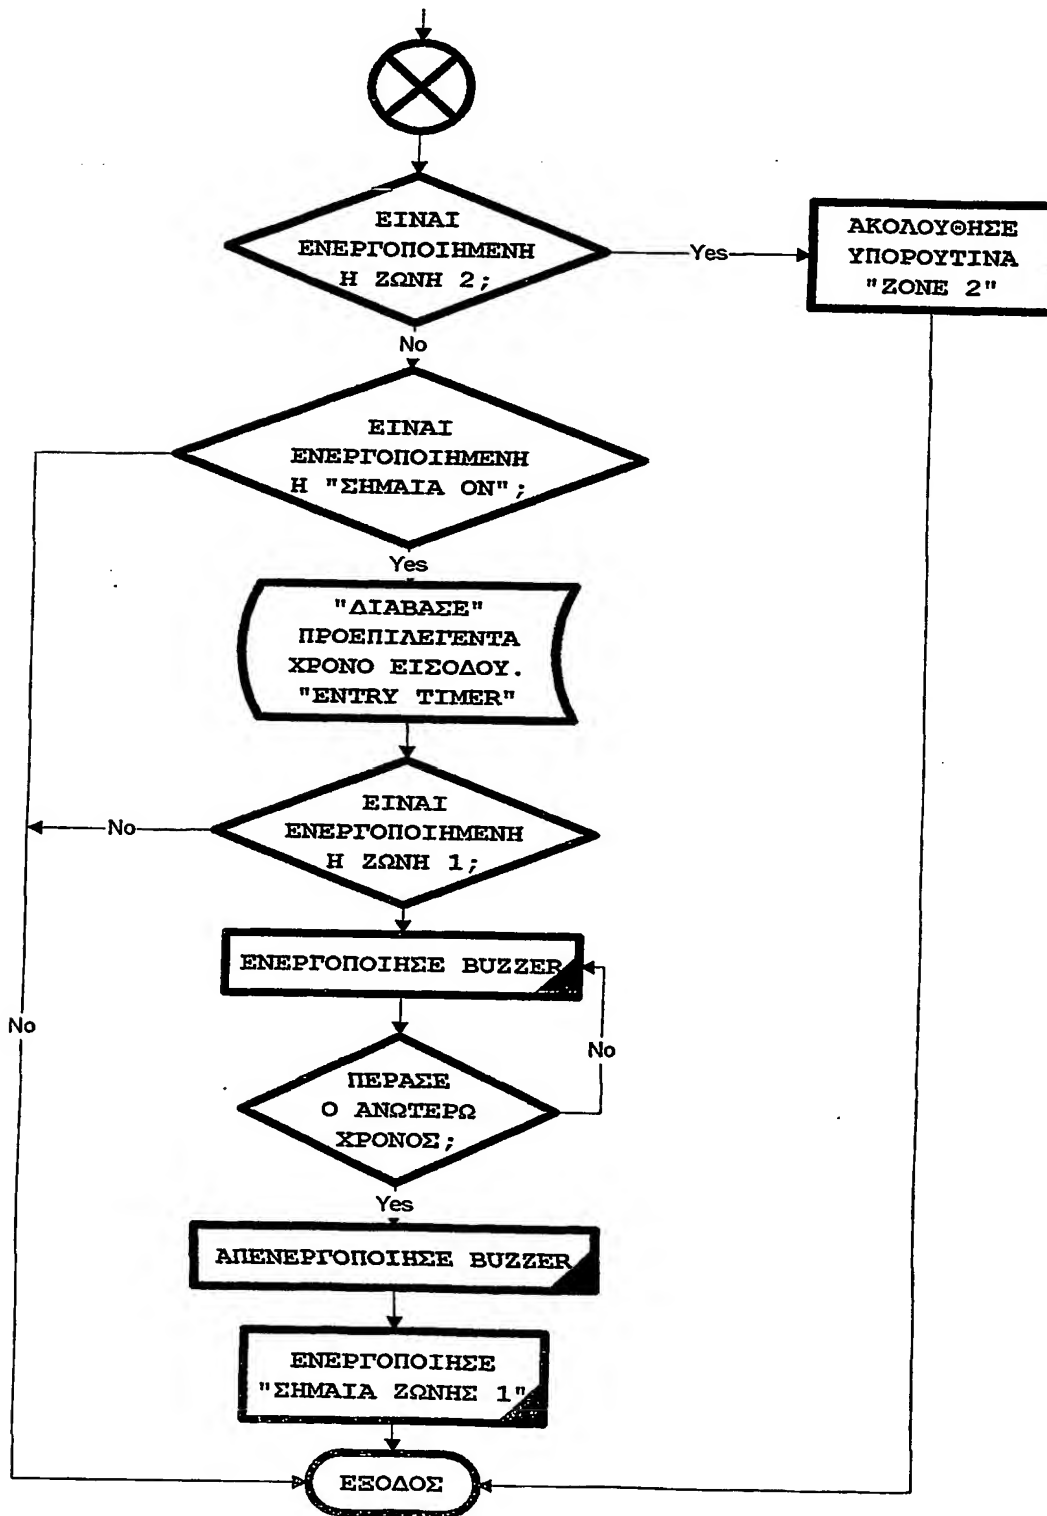 ΕΙΝΑΙ
ΕΝΕΡΓΟΠΟΙΗΜΕΝΗ
Η ΖΩΝΗ 2;
Yes
ΑΚΟΛΟΥΘΗΣΕ
ΥΠΟΡΟΥΤΙΝΑ
"ZONE 2"
No
ΕΙΝΑΙ
ΕΝΕΡΓΟΠΟΙΗΜΕΝΗ
Η "ΣΗΜΑΙΑ ΟΝ";
Yes
"ΔΙΑΒΑΣΕ"
ΠΡΟΕΠΙΛΕΓΕΝΤΑ
ΧΡΟΝΟ ΕΙΣΟΔΟΥ.
"ENTRY TIMER"
ΕΙΝΑΙ
ΕΝΕΡΓΟΠΟΙΗΜΕΝΗ
Η ΖΩΝΗ 1;
No
ΕΝΕΡΓΟΠΟΙΗΣΕ BUZZER
No
No
ΠΕΡΑΣΕ
Ο ΑΝΩΤΕΡΩ
ΧΡΟΝΟΣ;
Yes
ΑΠΕΝΕΡΓΟΠΟΙΗΣΕ BUZZER
ΕΝΕΡΓΟΠΟΙΗΣΕ
"ΣΗΜΑΙΑ ΖΩΝΗΣ 1"
ΕΞΟΔΟΣ